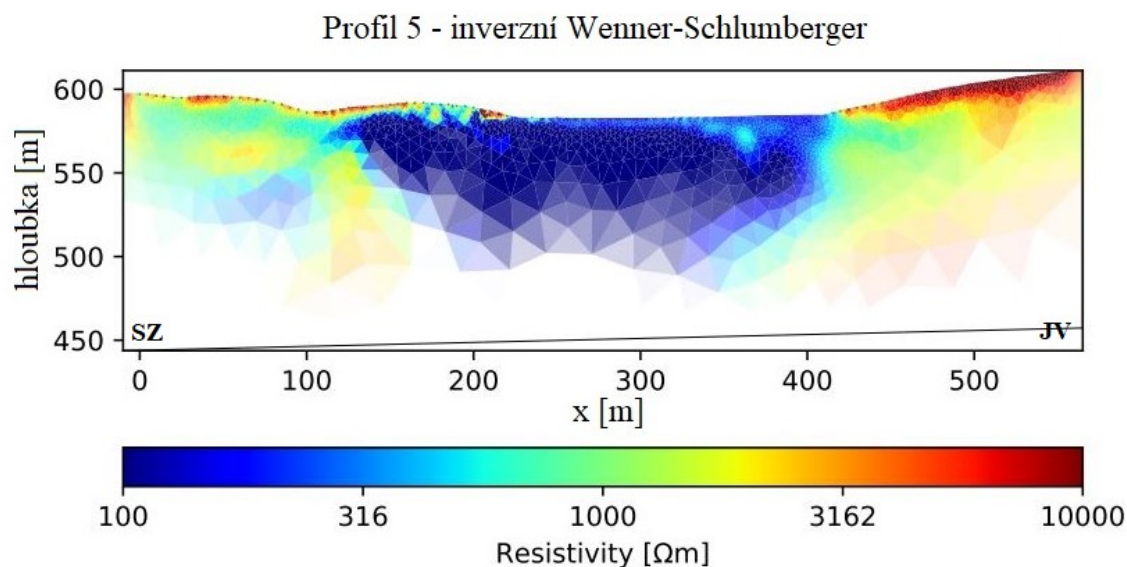 Profil 5 - inverzní Wenner-Schlumberger
600
550
500
450
hloubka [m]
SZ
JV
0 100 200 300 400 500
x [m]
100 316 1000 3162 10000
Resistivity [Ωm]